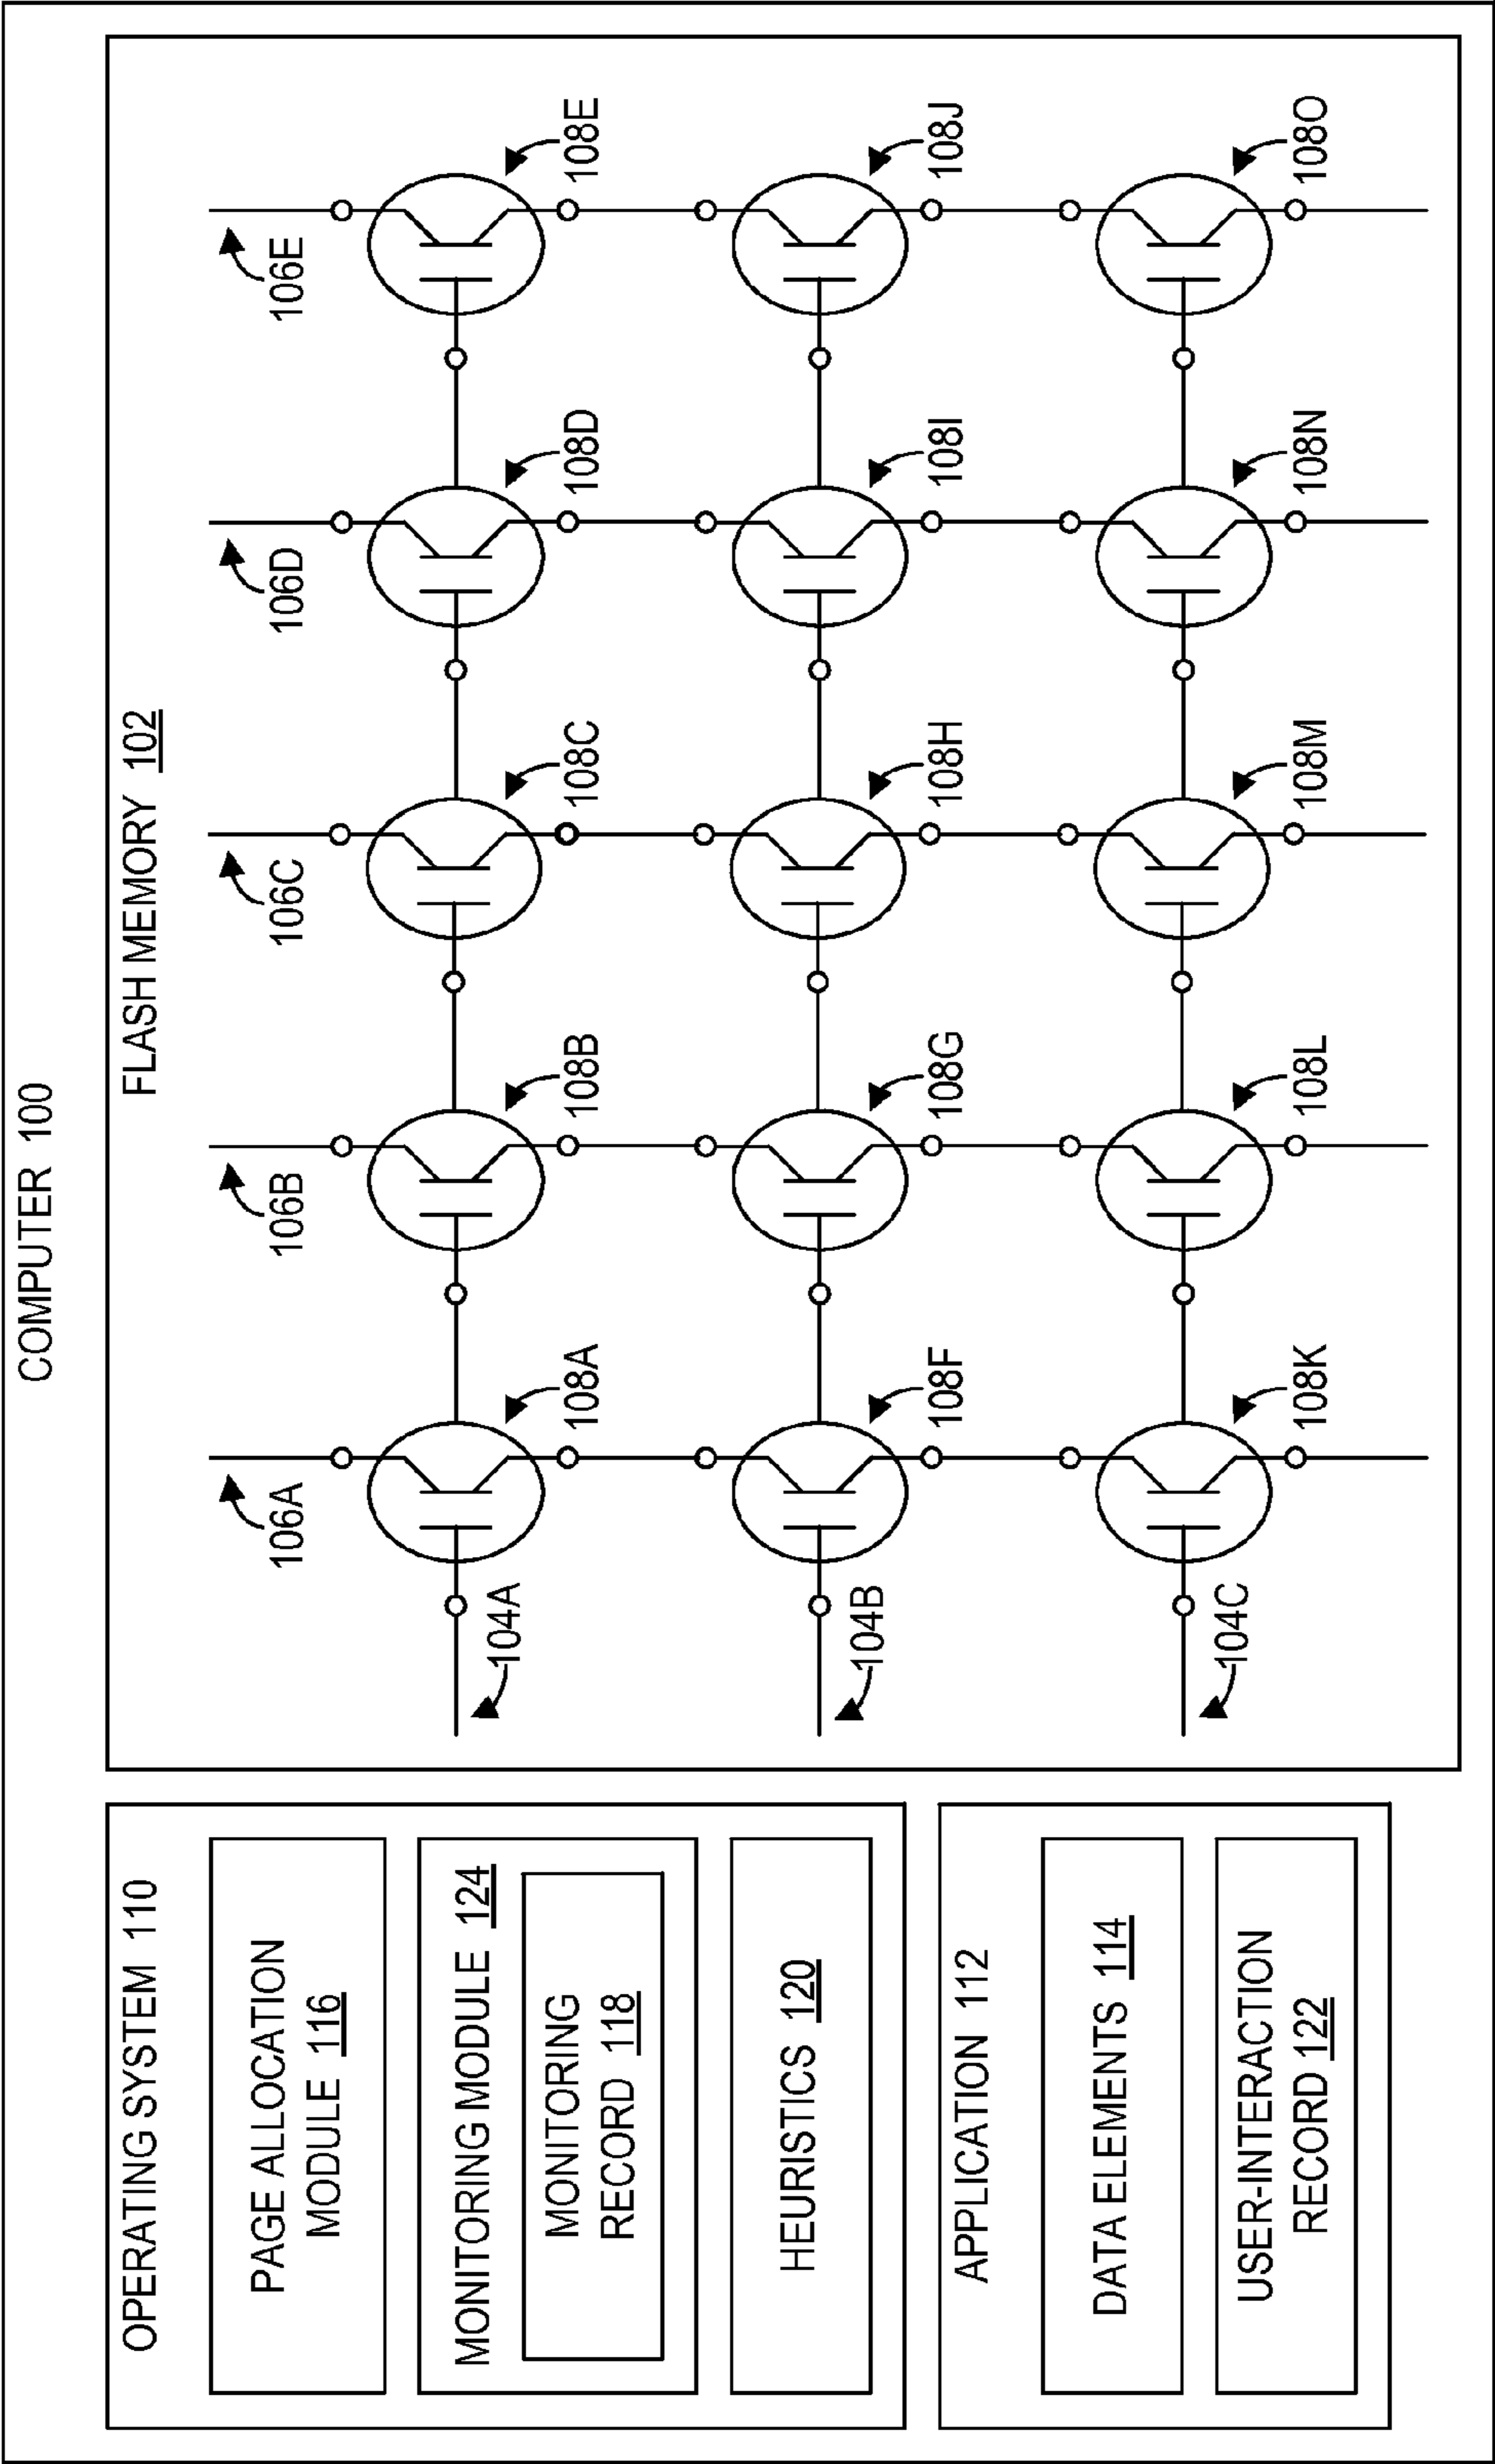 COMPUTER 100
OPERATING SYSTEM 110
PAGE ALLOCATION
MODULE 116
MONITORING MODULE 124
MONITORING
RECORD 118
HEURISTICS 120
APPLICATION 112
DATA ELEMENTS 114
USER-INTERACTION
RECORD 122
FLASH MEMORY 102
106A
106B
106C
106D
106E
104A
108A
108B
108C
108D
108E
104B
108F
108G
108H
108I
108J
104C
108K
108L
108M
108N
108O